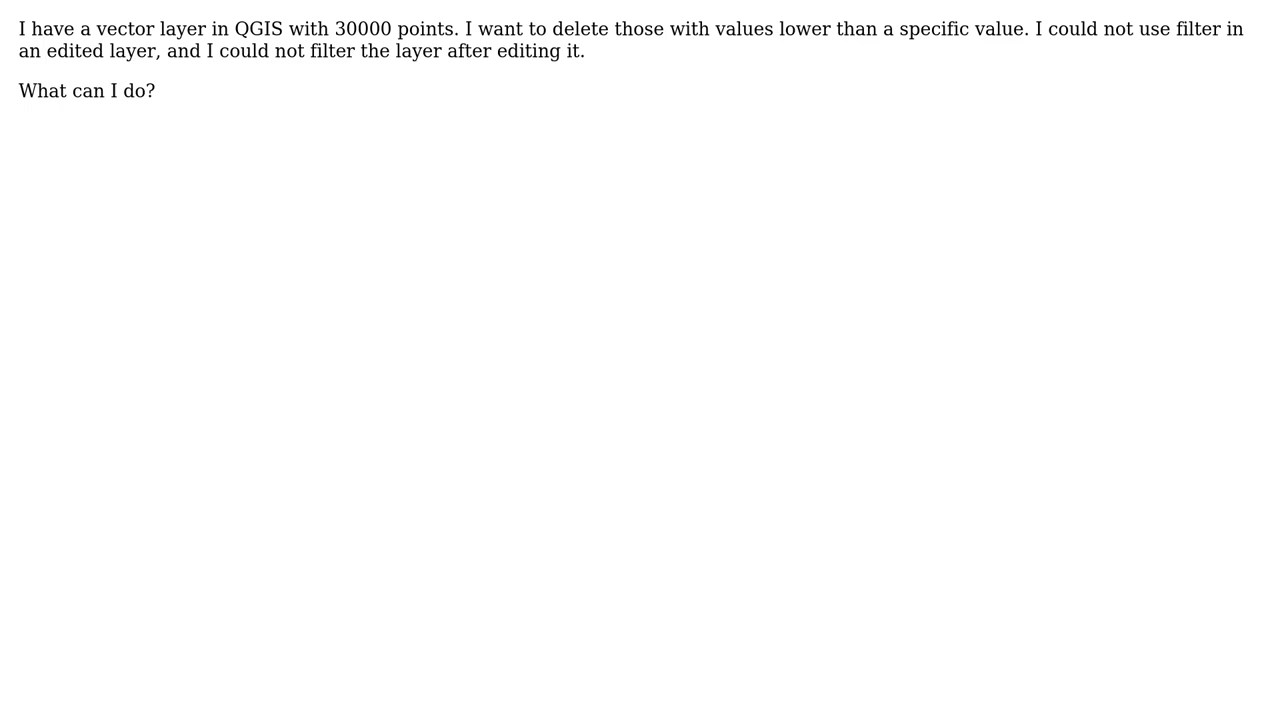 I have a vector layer in QGIS with 30000 points. I want to delete those with values lower than a specific value. I could not use filter in
an edited layer, and I could not filter the layer after editing it.
What can I do?